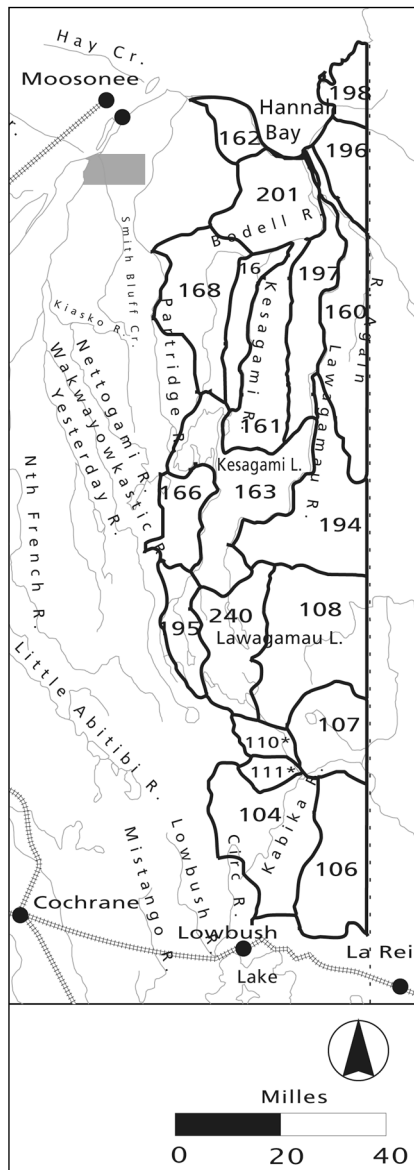 Hay Cr.
Moosonee
r.
Hannah
Bay
198
162
196
201
Bodell R.
Smith Bluff Cr.
16
197
168
Kesagami R.
160
R. Again
Kiasko R.
Partridge R.
Lawagamau R.
Nettogami R.
Wakwayowkastic R.
Yesterday R.
161
Kesagami L.
166
163
Nth French R.
194
108
195
240
Lawagamau L.
Little Abitibi R.
107
110*
111*
104
Kabika R.
Circ R.
Lowbush R.
Mistango R.
106
Cochrane
Lowbush
La Rei
Lake
Milles
0 20 40